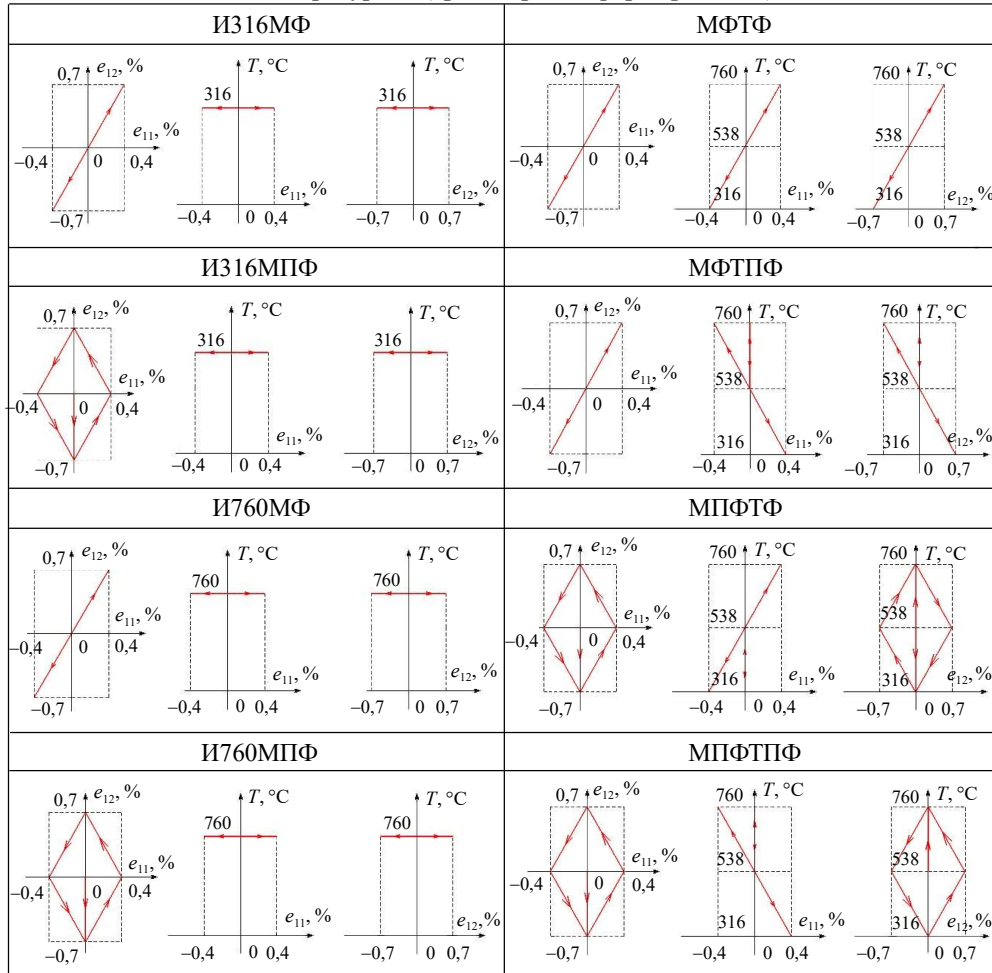 И316МФ
0,7 e12, %
e11, %
–0,4 0 0,4
–0,7
T, °C
316
e11, %
–0,4 0 0,4
T, °C
316
e12, %
–0,7 0 0,7
МФТФ
0,7 e12, %
e11, %
–0,4 0 0,4
–0,7
760 T, °C
538
316 e11, %
–0,4 0 0,4
760 T, °C
538
316 e12, %
–0,7 0 0,7
И316МПФ
0,7 e12, %
e11, %
–0,4 0 0,4
–0,7
T, °C
316
e11, %
–0,4 0 0,4
T, °C
316
e12, %
–0,7 0 0,7
МФТПФ
0,7 e12, %
e11, %
–0,4 0 0,4
–0,7
760 T, °C
538
316 e11, %
–0,4 0 0,4
760 T, °C
538
316 e12, %
–0,7 0 0,7
И760МФ
0,7 e12, %
e11, %
–0,4 0 0,4
–0,7
T, °C
760
e11, %
–0,4 0 0,4
T, °C
760
e12, %
–0,7 0 0,7
МПФТФ
0,7 e12, %
e11, %
–0,4 0 0,4
–0,7
760 T, °C
538
316 e11, %
–0,4 0 0,4
760 T, °C
538
316 e12, %
–0,7 0 0,7
И760МПФ
0,7 e12, %
e11, %
–0,4 0 0,4
–0,7
T, °C
760
e11, %
–0,4 0 0,4
T, °C
760
e12, %
–0,7 0 0,7
МПФТПФ
0,7 e12, %
e11, %
–0,4 0 0,4
–0,7
760 T, °C
538
316 e11, %
–0,4 0 0,4
760 T, °C
538
316 e12, %
–0,7 0 0,7